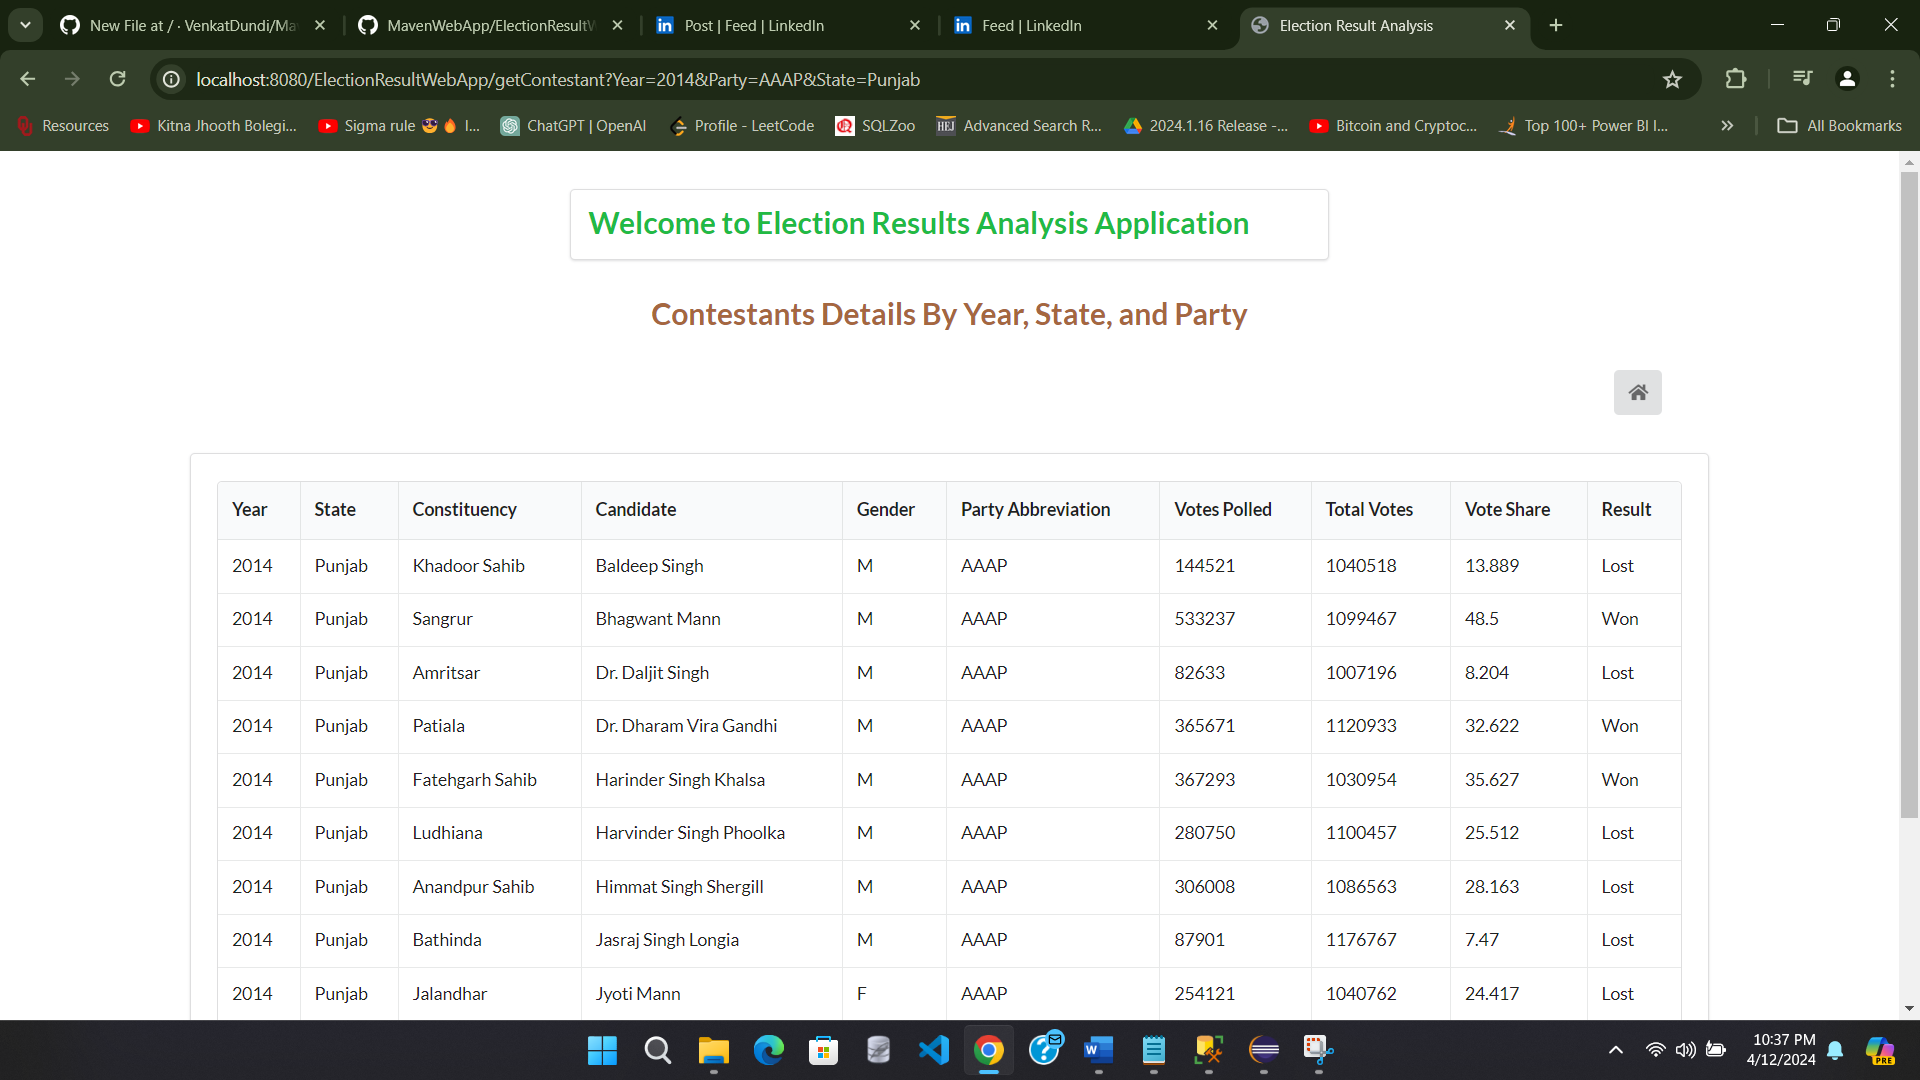 New File at / · VenkatDundi/Ma
MavenWebApp/ElectionResultW
Post | Feed | LinkedIn
Feed | LinkedIn
Election Result Analysis
localhost:8080/ElectionResultWebApp/getContestant?Year=2014&Party=AAAP&State=Punjab
Resources
Kitna Jhooth Bolegi...
Sigma rule 😎🔥 I...
ChatGPT | OpenAI
Profile - LeetCode
SQLZoo
HEJ
Advanced Search R...
2024.1.16 Release -...
Bitcoin and Cryptoc...
Top 100+ Power BI I...
All Bookmarks
Welcome to Election Results Analysis Application
Contestants Details By Year, State, and Party
Year State Constituency Candidate Gender Party Abbreviation Votes Polled Total Votes Vote Share Result
2014 Punjab Khadoor Sahib Baldeep Singh M AAAP 144521 1040518 13.889 Lost
2014 Punjab Sangrur Bhagwant Mann M AAAP 533237 1099467 48.5 Won
2014 Punjab Amritsar Dr. Daljit Singh M AAAP 82633 1007196 8.204 Lost
2014 Punjab Patiala Dr. Dharam Vira Gandhi M AAAP 365671 1120933 32.622 Won
2014 Punjab Fatehgarh Sahib Harinder Singh Khalsa M AAAP 367293 1030954 35.627 Won
2014 Punjab Ludhiana Harvinder Singh Phoolka M AAAP 280750 1100457 25.512 Lost
2014 Punjab Anandpur Sahib Himmat Singh Shergill M AAAP 306008 1086563 28.163 Lost
2014 Punjab Bathinda Jasraj Singh Longia M AAAP 87901 1176767 7.47 Lost
2014 Punjab Jalandhar Jyoti Mann F AAAP 254121 1040762 24.417 Lost
10:37 PM
4/12/2024
PRE